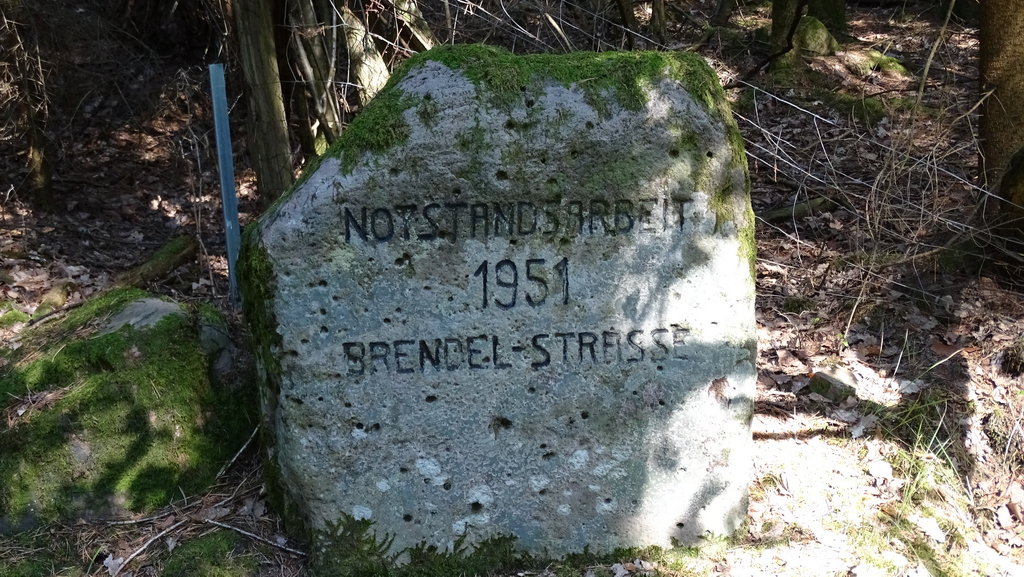 NOTSTANDSARBEIT
1951
BRENDEL-STRASSE